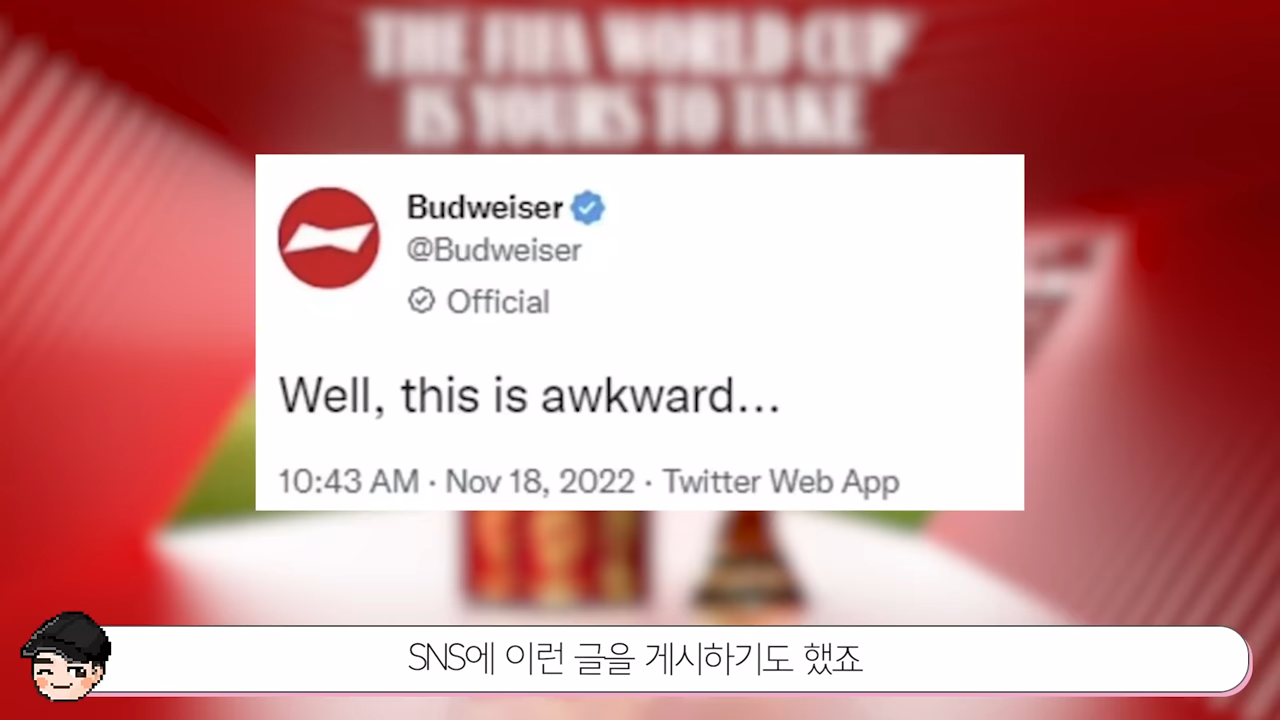 THE FIFA WORLD CUP
IS YOURS TO TAKE
Budweiser
@Budweiser
Official
Well, this is awkward...
10:43 AM · Nov 18, 2022 · Twitter Web App
SNS에 이런 글을 게시하기도 했죠